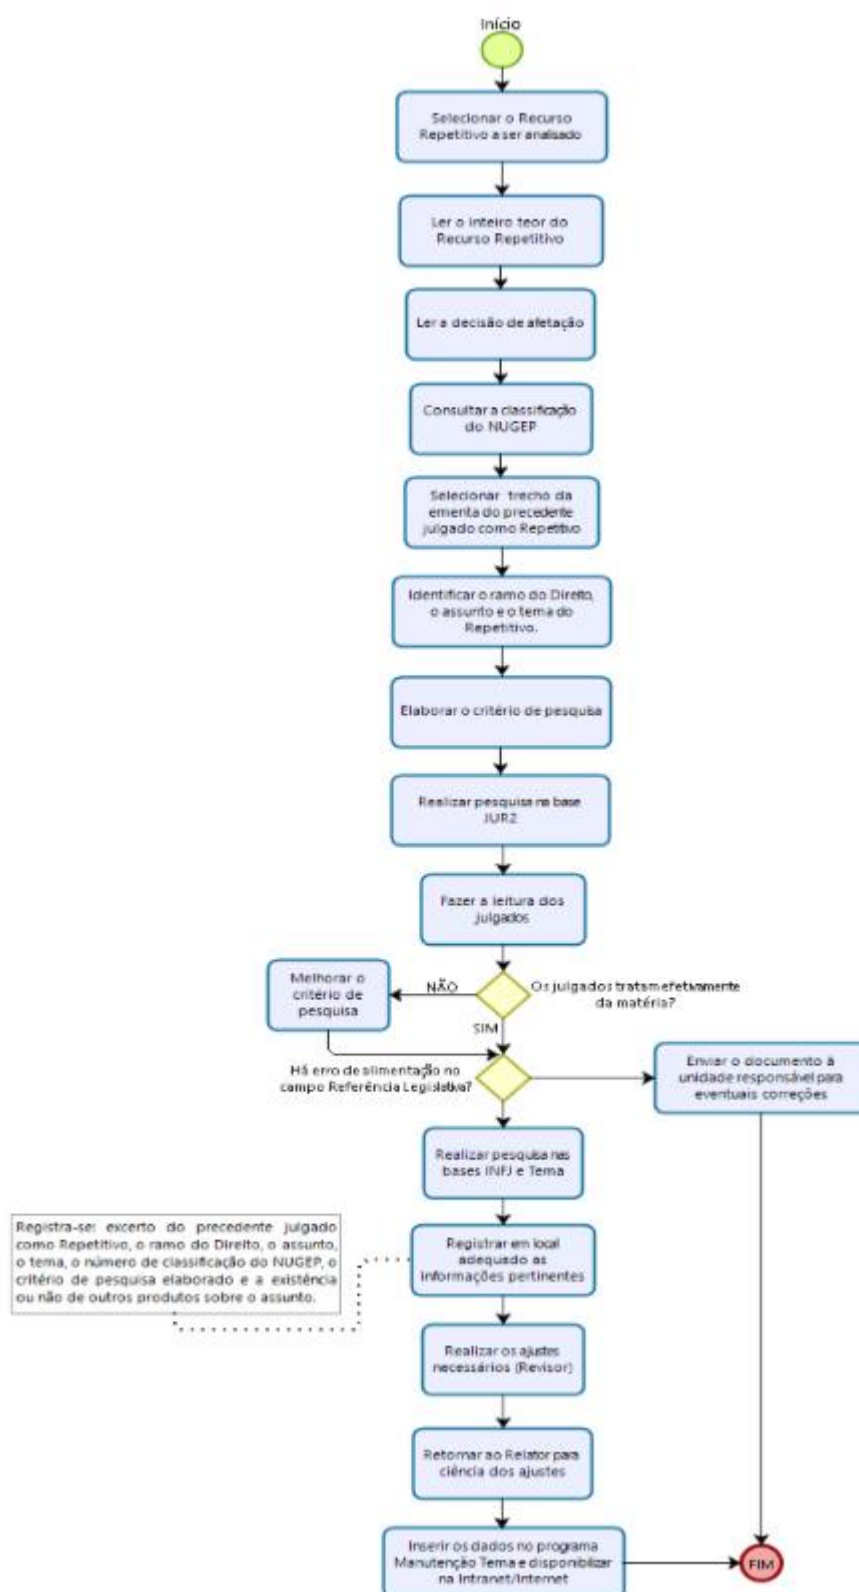 Início
Selecionar o Recurso
Repetitivo a ser analisado
Ler o inteiro teor do
Recurso Repetitivo
Ler a decisão de afetação
Consultar a classificação
do NUGEP
Selecionar trecho da
ementa do precedente
julgado como Repetitivo
Identificar o ramo do Direito,
o assunto e o tema do
Repetitivo.
Elaborar o critério de pesquisa
Realizar pesquisa na base
JUR2
Fazer a leitura dos
julgados
Os julgados tratam efetivamente
da matéria?
NÃO
Melhorar o
critério de
pesquisa
SIM
Há erro de alimentação no
campo Referência Legislativa?
Enviar o documento à
unidade responsável para
eventuais correções
Realizar pesquisa nas
bases INFJ e Tema
Registra-se: excerto do precedente julgado
como Repetitivo, o ramo do Direito, o assunto,
o tema, o número de classificação do NUGEP, o
critério de pesquisa elaborado e a existência
ou não de outros produtos sobre o assunto.
Registrar em local
adequado as
informações pertinentes
Realizar os ajustes
necessários (Revisor)
Retornar ao Relator para
ciência dos ajustes
Inserir os dados no programa
Manutenção Tema e disponibilizar
na Intranet/Internet
FIM